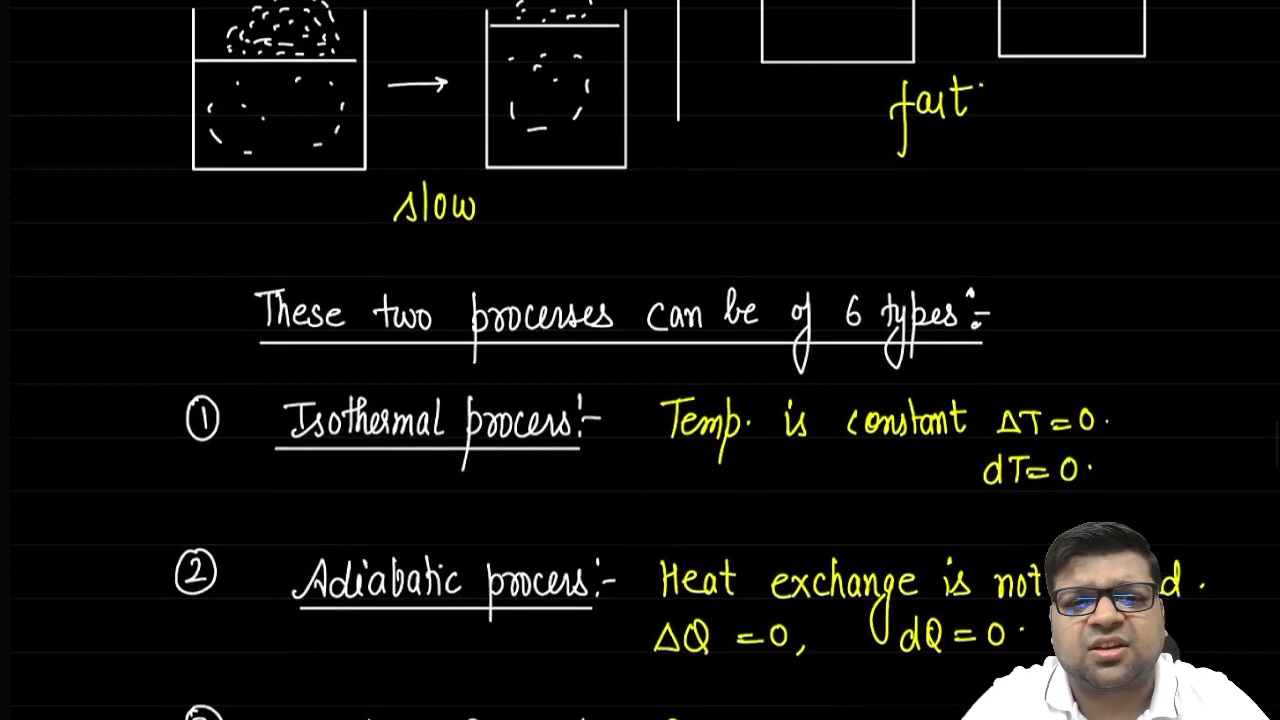 fast.
slow
These two processes can be of 6 types:-
① Isothermal process:- Temp. is constant ΔT=0.
dT=0.
② Adiabatic process:- Heat exchange is not
ΔQ =0, dQ=0.